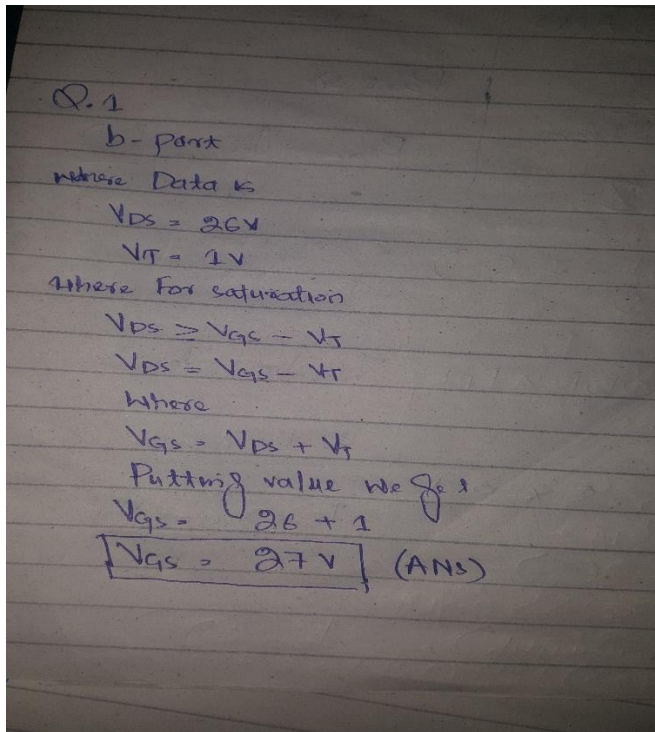 Q.1
b- part
where Data is
VDS = 26V
VT = 1V
Where For saturation
VDS ≥ VGS - VT
VDS = VGS - VT
Where
VGS = VDS + VT
Putting value we get
VGS = 26 + 1
VGS = 27V (ANS)